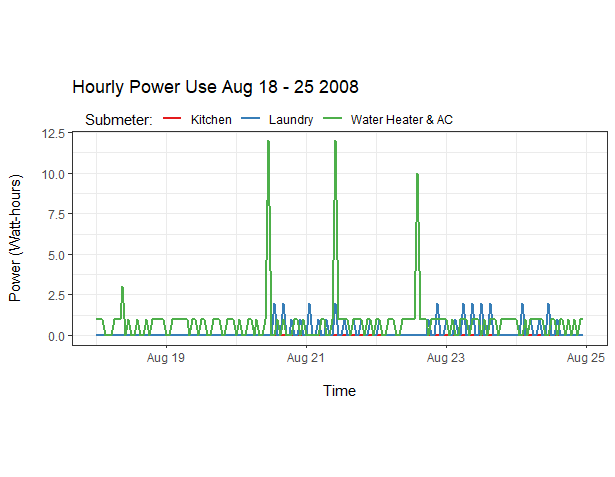 Hourly Power Use Aug 18 - 25 2008
Submeter: Kitchen Laundry Water Heater & AC
12.5
10.0
7.5
5.0
2.5
0.0
Power (Watt-hours)
Aug 19 Aug 21 Aug 23 Aug 25
Time